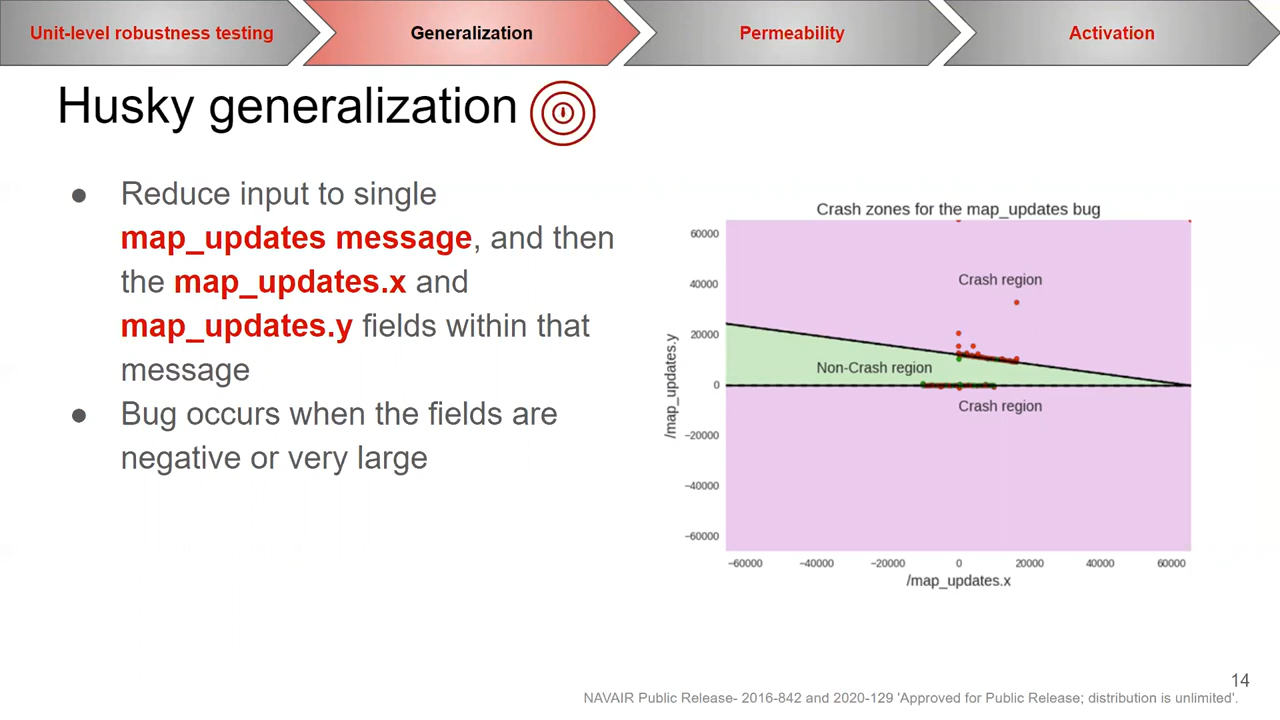 Unit-level robustness testing
Generalization
Permeability
Activation
Husky generalization
● Reduce input to single
map_updates message, and then
the map_updates.x and
map_updates.y fields within that
message
● Bug occurs when the fields are
negative or very large
Crash zones for the map_updates bug
60000
40000
20000
0
−20000
−40000
−60000
/map_updates.y
Crash region
Non-Crash region
Crash region
−60000
−40000
−20000
0
20000
40000
60000
/map_updates.x
14
NAVAIR Public Release- 2016-842 and 2020-129 'Approved for Public Release; distribution is unlimited'.